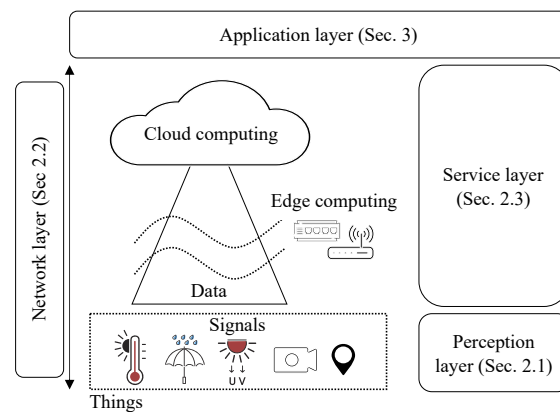 Application layer (Sec. 3)
Network layer (Sec 2.2)
Cloud computing
Service layer
(Sec. 2.3)
Edge computing
Data
Signals
UV
Perception
layer (Sec. 2.1)
Things